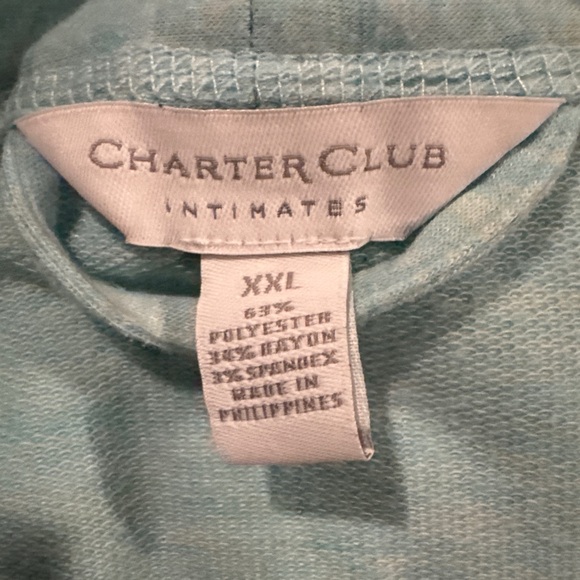 CHARTER CLUB
INTIMATES
XXL
63%
POLYESTER
34% RAYON
3% SPANDEX
MADE IN
PHILIPPINES